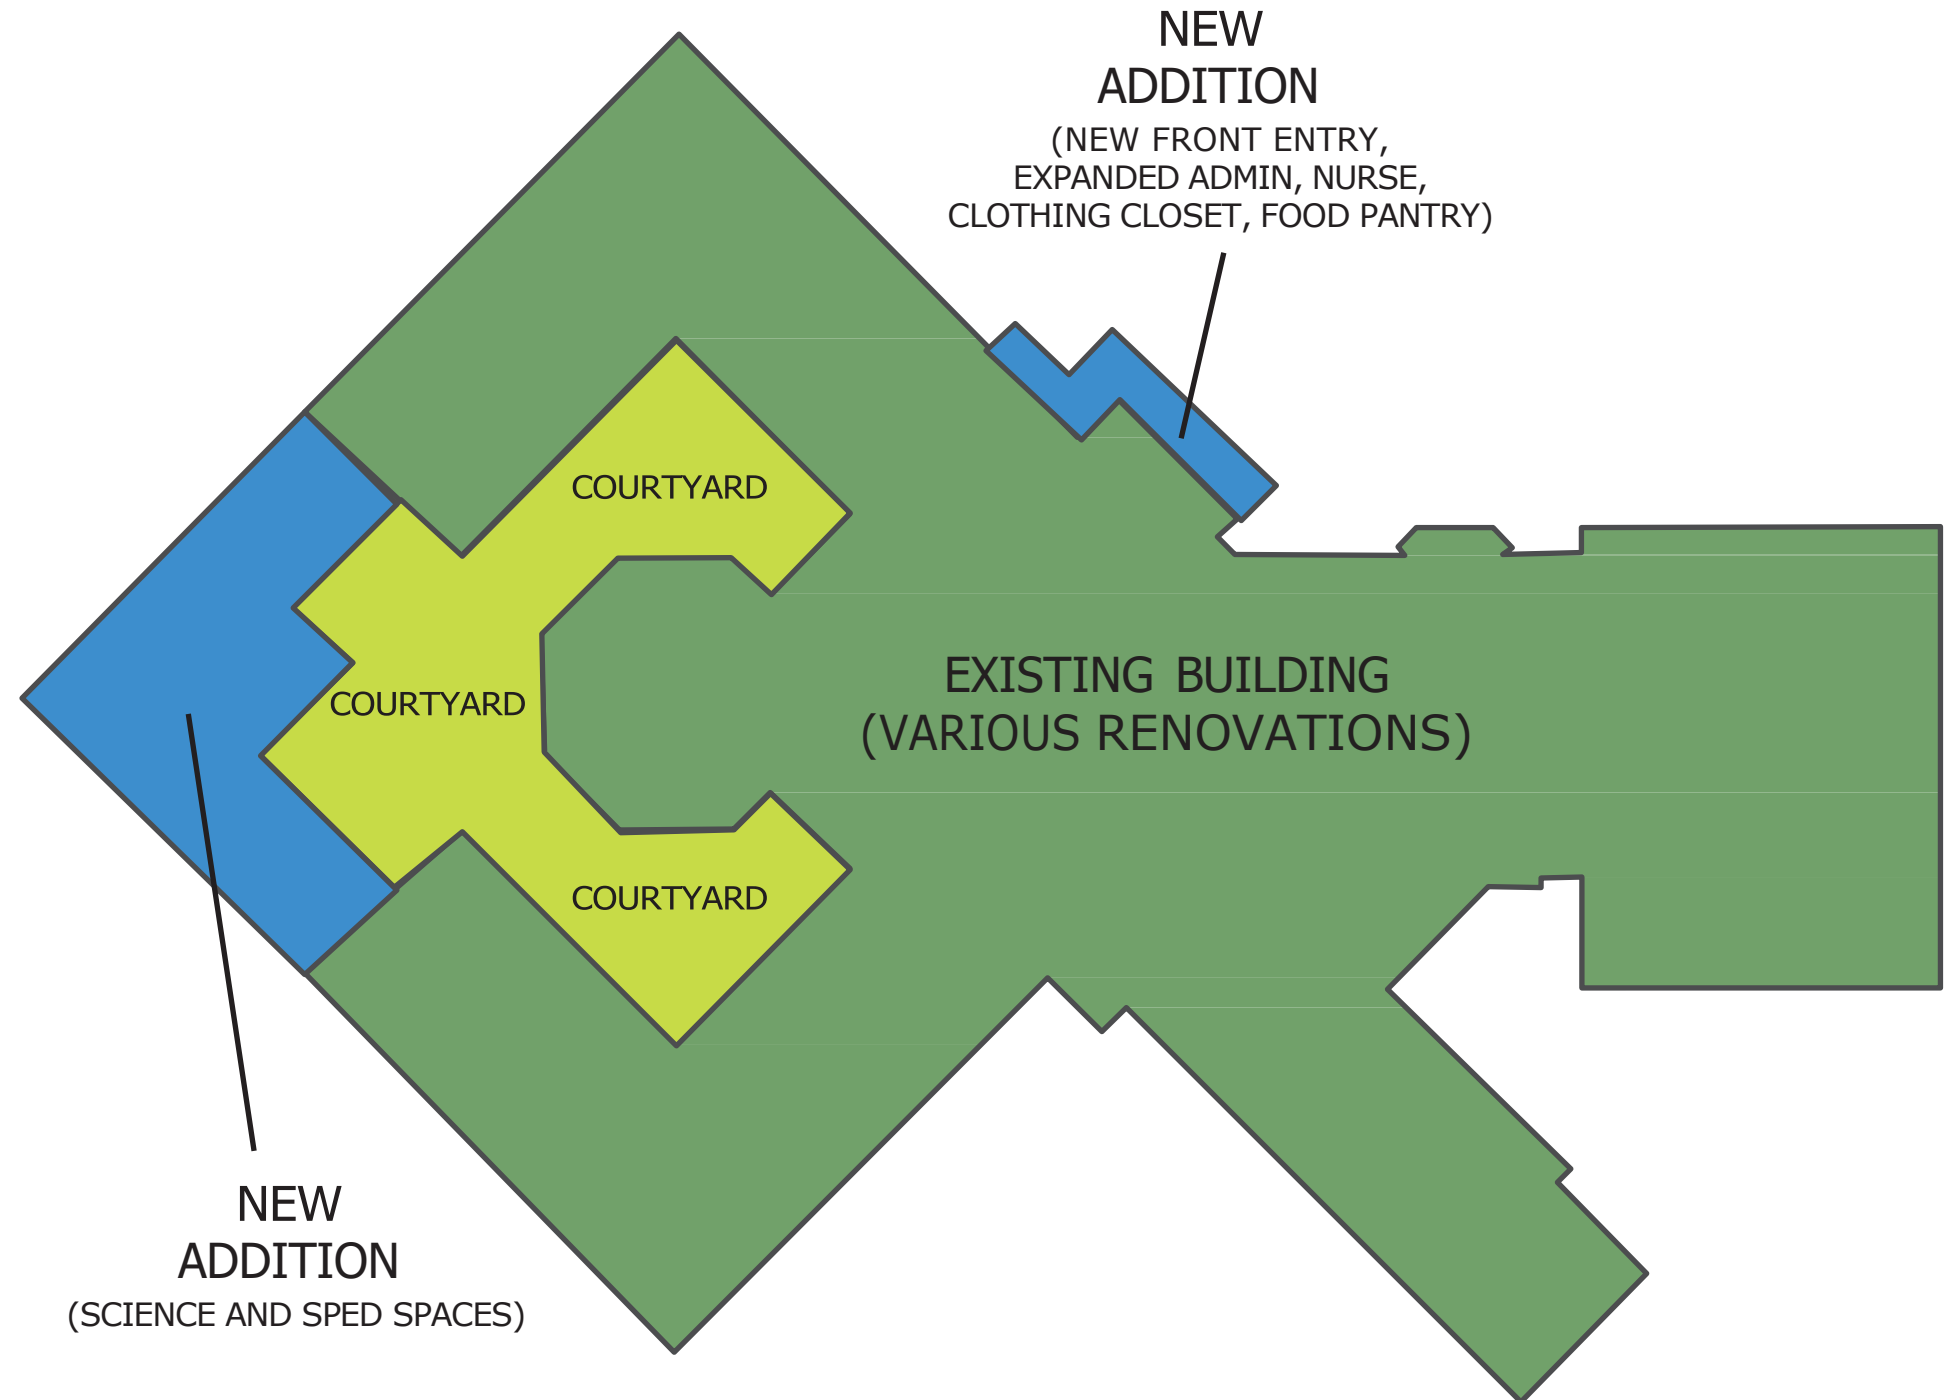 NEW
ADDITION
(NEW FRONT ENTRY,
EXPANDED ADMIN, NURSE,
CLOTHING CLOSET, FOOD PANTRY)
COURTYARD
EXISTING BUILDING
(VARIOUS RENOVATIONS)
COURTYARD
COURTYARD
NEW
ADDITION
(SCIENCE AND SPED SPACES)